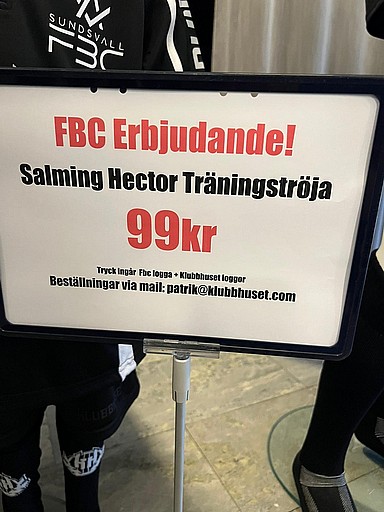 SUNDSVALL
FBC
FBC Erbjudande!
Salming Hector Träningströja
99kr
Tryck ingår Fbc logga + Klubbhuset loggor
Beställningar via mail: patrik@klubbhuset.com